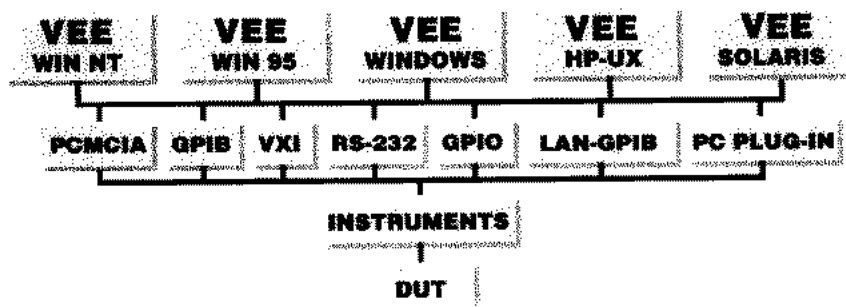 VEE VEE VEE VEE VEE
WIN NT WIN 95 WINDOWS HP-UX SOLARIS
PCMCIA GPIB VXI RS-232 GPIO LAN-GPIB PC PLUG-IN
INSTRUMENTS
DUT